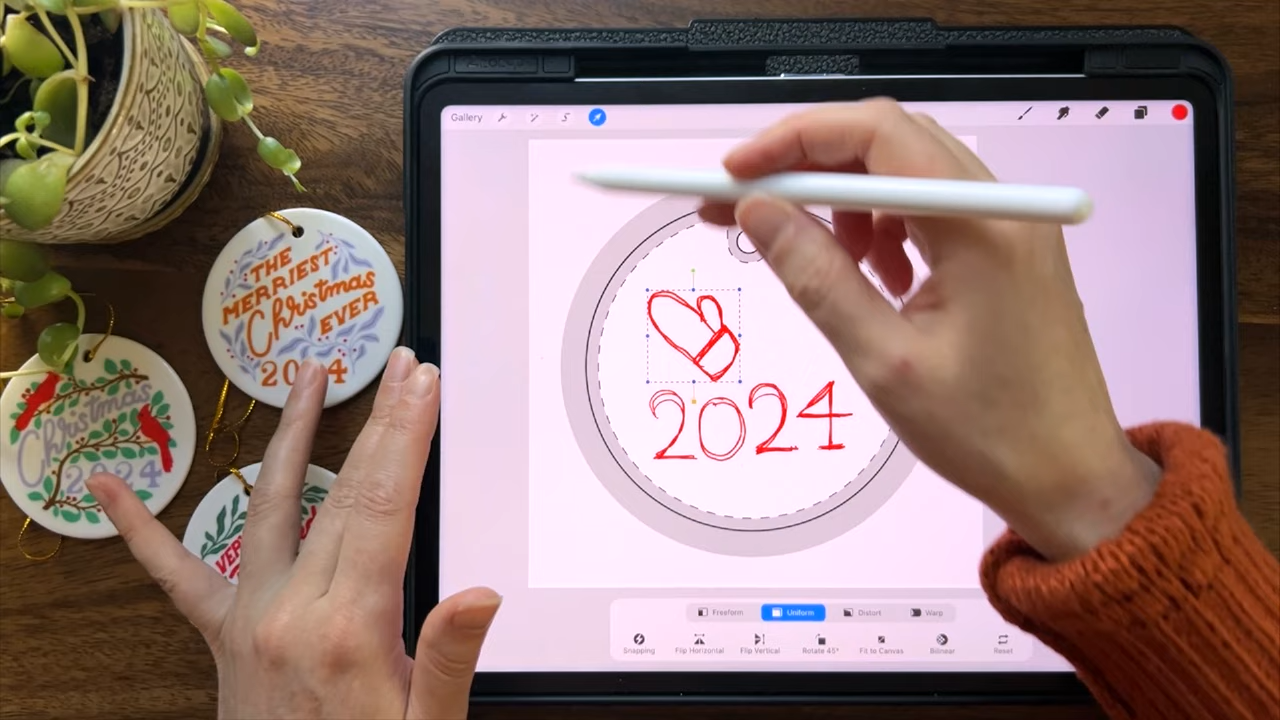 Gallery
THE
MERRIEST
Christmas
EVER
Christmas
2024
VERY
2024
Freeform
Uniform
Distort
Warp
Snapping
Flip Horizontal
Flip Vertical
Rotate 45°
Fit to Canvas
Bilinear
Reset